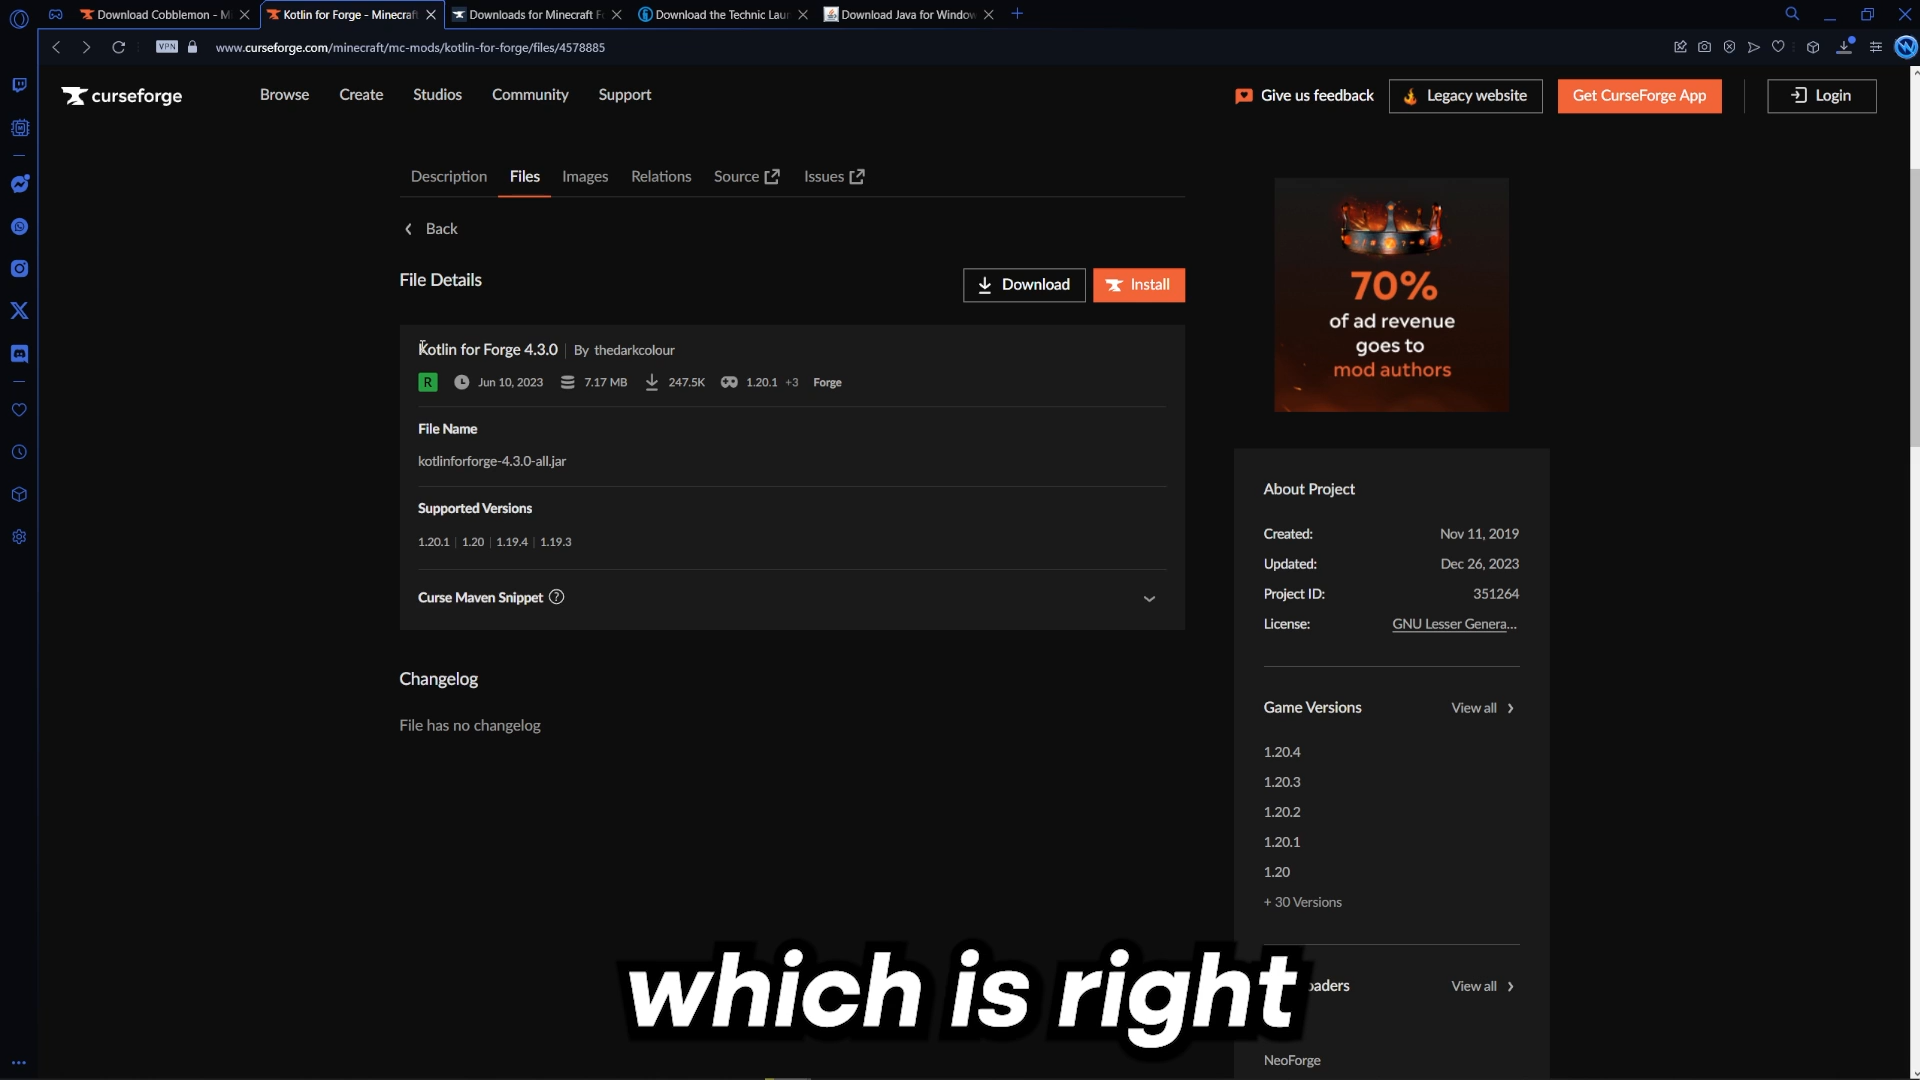 Download Cobblemon - M
Kotlin for Forge - Minecraft
Downloads for Minecraft F
Download the Technic Lau
Download Java for Window
VPN
www.curseforge.com/minecraft/mc-mods/kotlin-for-forge/files/4578885
curseforge
Browse
Create
Studios
Community
Support
Give us feedback
Legacy website
Get CurseForge App
Login
Description
Files
Images
Relations
Source
Issues
Back
File Details
Download
Install
Kotlin for Forge 4.3.0
By thedarkcolour
R
Jun 10, 2023
7.17 MB
247.5K
1.20.1 +3
Forge
File Name
kotlinforforge-4.3.0-all.jar
Supported Versions
1.20.1 | 1.20 | 1.19.4 | 1.19.3
Curse Maven Snippet ?
Changelog
File has no changelog
70%
of ad revenue
goes to
mod authors
About Project
Created: Nov 11, 2019
Updated: Dec 26, 2023
Project ID: 351264
License: GNU Lesser Genera...
Game Versions
View all
1.20.4
1.20.3
1.20.2
1.20.1
1.20
+ 30 Versions
oaders
View all
NeoForge
which is right